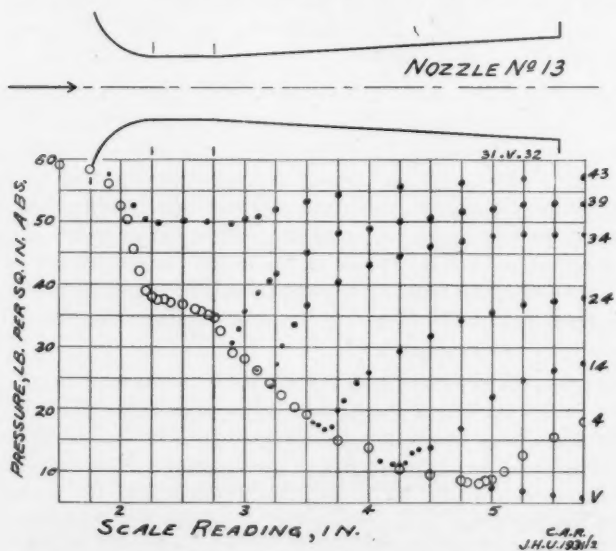 NOZZLE Nº 13
31.V.32
PRESSURE, LB. PER SQ. IN. ABS.
60
50
40
30
20
10
43
39
34
24
14
4
V
2
3
4
5
SCALE READING, IN.
C.A.R.
J.H.U. 1931/2